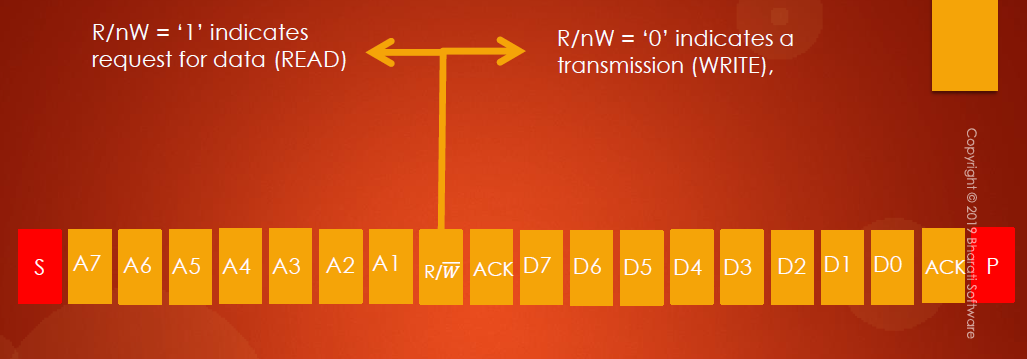 R/nW = ‘1’ indicates
request for data (READ)
R/nW = ‘0’ indicates a
transmission (WRITE),
S A7 A6 A5 A4 A3 A2 A1 R/W̅ ACK D7 D6 D5 D4 D3 D2 D1 D0 ACK P
Copyright © 2019 Bharati Software